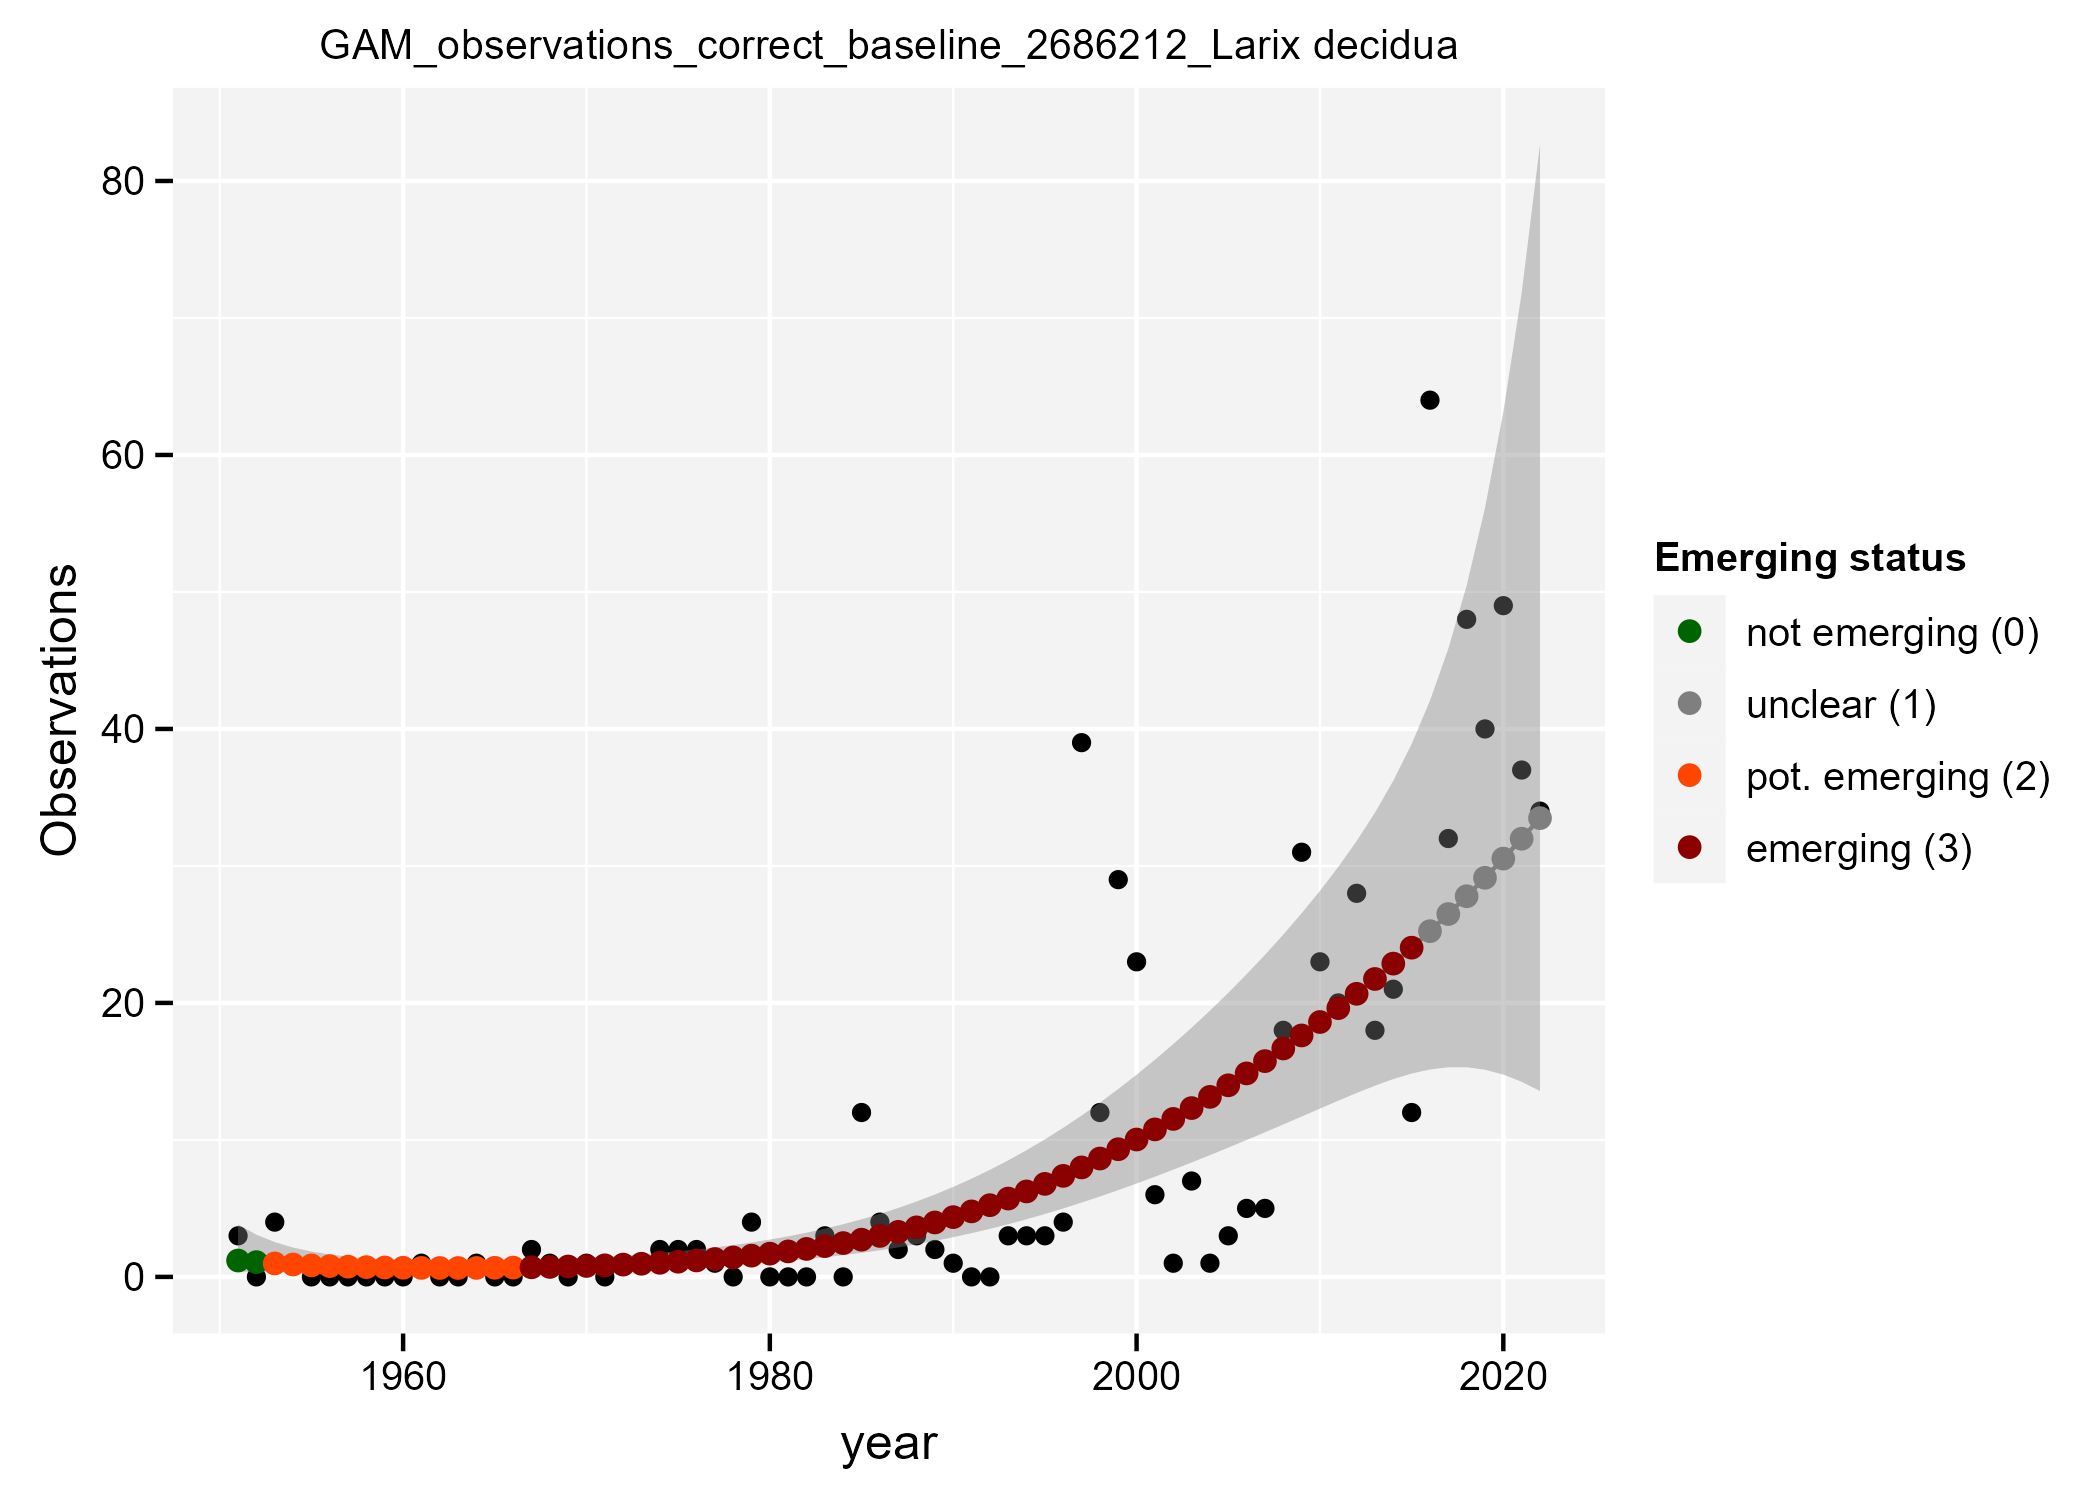 GAM_observations_correct_baseline_2686212_Larix decidua
Observations
80
60
40
20
0
1960
1980
2000
2020
year
Emerging status
not emerging (0)
unclear (1)
pot. emerging (2)
emerging (3)